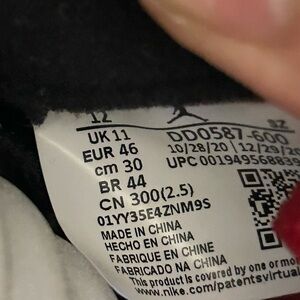 12
UK 11 DD0587-600
EUR 46 10/28/20 12/29/20
cm 30 UPC 00194956883
BR 44
CN 300(2.5)
01YY35E4ZNM9S
MADE IN CHINA
HECHO EN CHINA
FABRIQUE EN CHINE
FABRICADO NA CHINA
This product is covered by one or more
www.nike.com/patentsvirtual